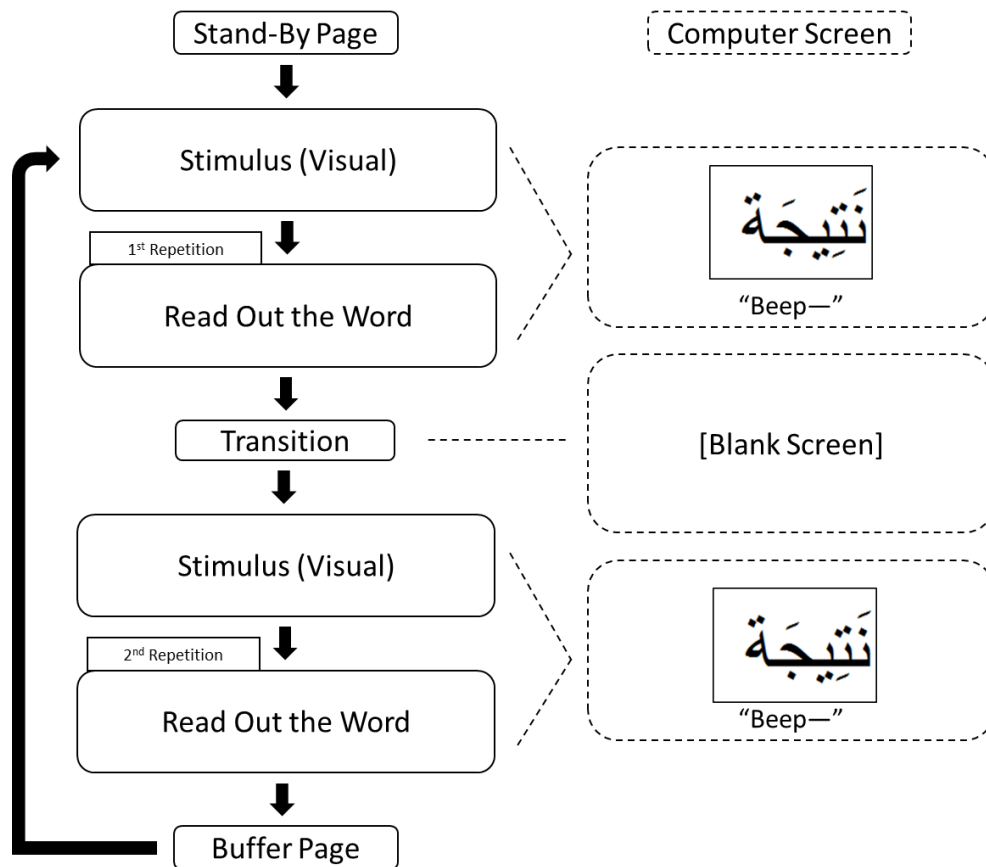 Stand-By Page
Computer Screen
Stimulus (Visual)
نَتِيجَة
“Beep—”
1st Repetition
Read Out the Word
Transition
[Blank Screen]
Stimulus (Visual)
نَتِيجَة
“Beep—”
2nd Repetition
Read Out the Word
Buffer Page